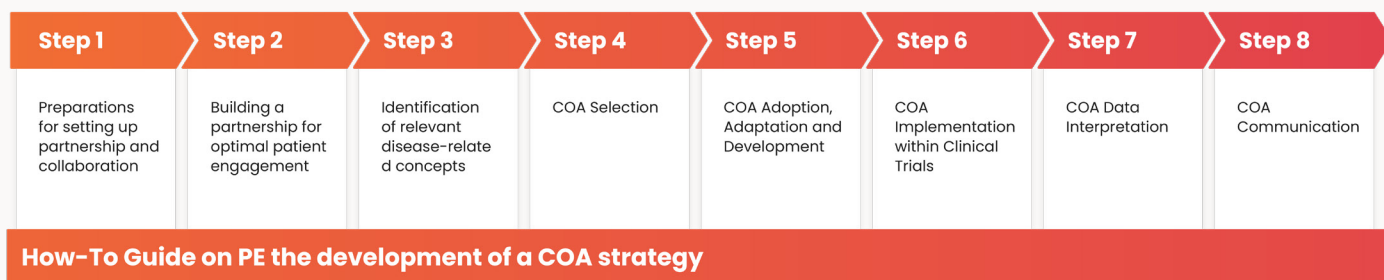 Step 1
Step 2
Step 3
Step 4
Step 5
Step 6
Step 7
Step 8
Preparations
for setting up
partnership and
collaboration
Building a
partnership for
optimal patient
engagement
Identification
of relevant
disease-relate
d concepts
COA Selection
COA Adoption,
Adaptation and
Development
COA
Implementation
within Clinical
Trials
COA Data
Interpretation
COA
Communication
How-To Guide on PE the development of a COA strategy